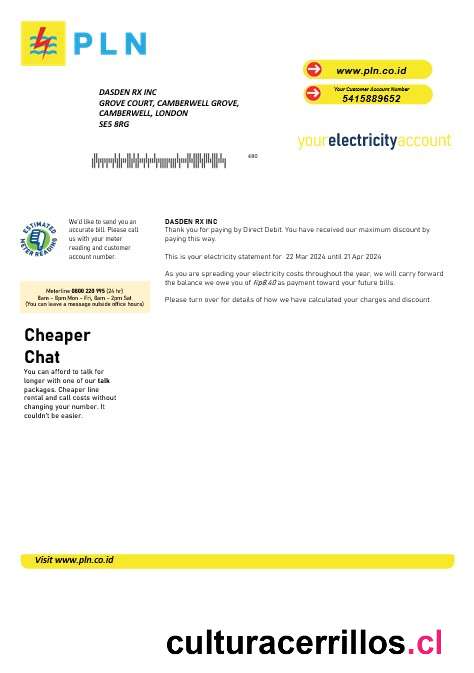 PLN
www.pln.co.id
Your Customer Account Number
5415889652
DASDEN RX INC
GROVE COURT, CAMBERWELL GROVE,
CAMBERWELL, LONDON
SE5 8RG
yourelectricityaccount
480
ESTIMATED
METER READING
We'd like to send you an
accurate bill. Please call
us with your meter
reading and customer
account number.
Meterline 0800 220 995 (24 hr)
8am – 8pm Mon – Fri, 8am – 2pm Sat
(You can leave a message outside office hours)
DASDEN RX INC
Thank you for paying by Direct Debit. You have received our maximum discount by
paying this way.
This is your electricity statement for 22 Mar 2024 until 21 Apr 2024
As you are spreading your electricity costs throughout the year, we will carry forward
the balance we owe you of Rp8.40 as payment toward your future bills.
Please turn over for details of how we have calculated your charges and discount.
Cheaper
Chat
You can afford to talk for
longer with one of our talk
packages. Cheaper line
rental and call costs without
changing your number. It
couldn't be easier.
Visit www.pln.co.id
culturacerrillos.cl